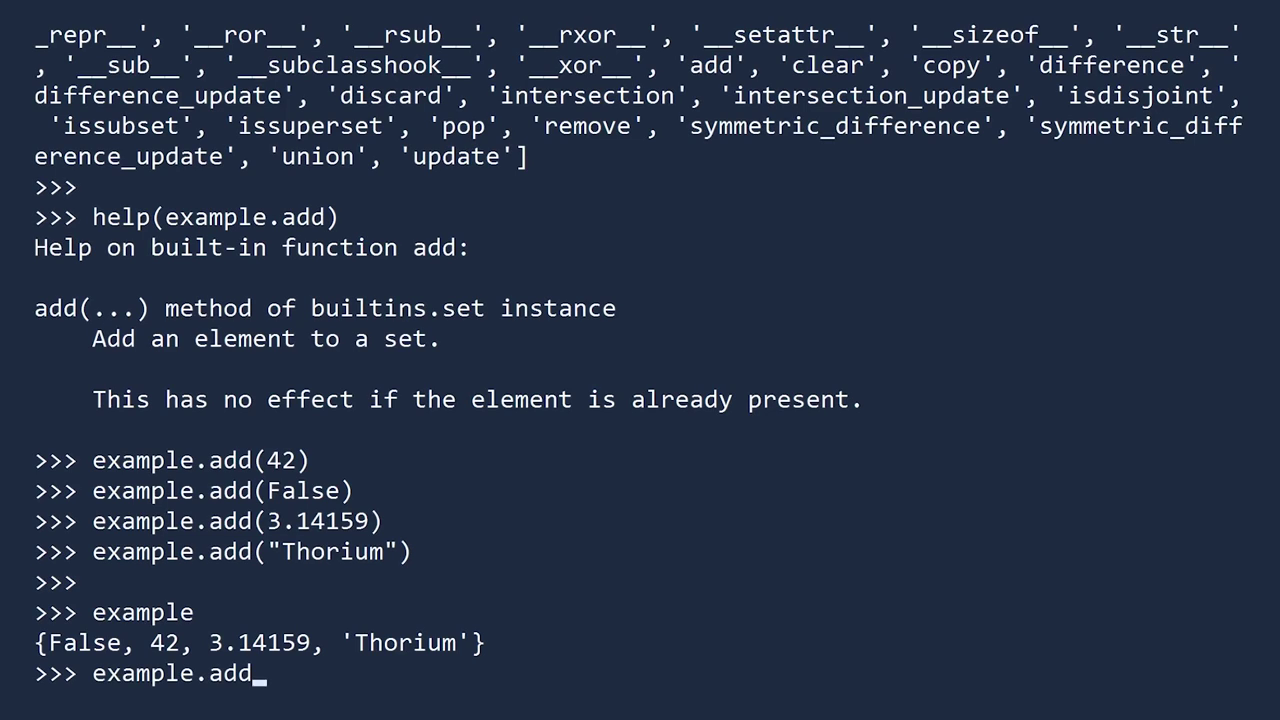 _repr__', '__ror__', '__rsub__', '__rxor__', '__setattr__', '__sizeof__', '__str__'
, '__sub__', '__subclasshook__', '__xor__', 'add', 'clear', 'copy', 'difference', '
difference_update', 'discard', 'intersection', 'intersection_update', 'isdisjoint',
 'issubset', 'issuperset', 'pop', 'remove', 'symmetric_difference', 'symmetric_diff
erence_update', 'union', 'update']
>>>
>>> help(example.add)
Help on built-in function add:

add(...) method of builtins.set instance
    Add an element to a set.

    This has no effect if the element is already present.

>>> example.add(42)
>>> example.add(False)
>>> example.add(3.14159)
>>> example.add("Thorium")
>>>
>>> example
{False, 42, 3.14159, 'Thorium'}
>>> example.add_